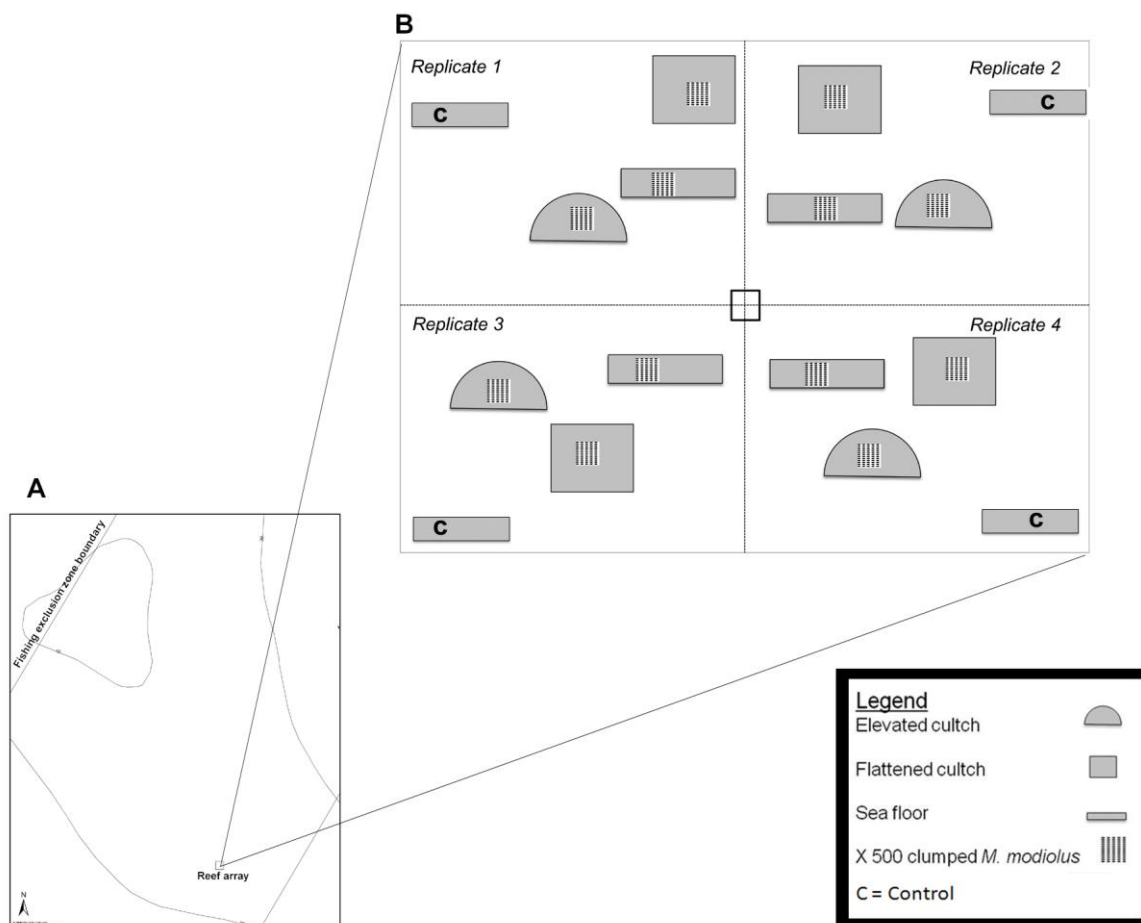 B
Replicate 1
Replicate 2
C
C
Replicate 3
Replicate 4
C
C
A
Fishing exclusion zone boundary
Reef array
N
Legend
Elevated cultch
Flattened cultch
Sea floor
X 500 clumped M. modiolus
C = Control